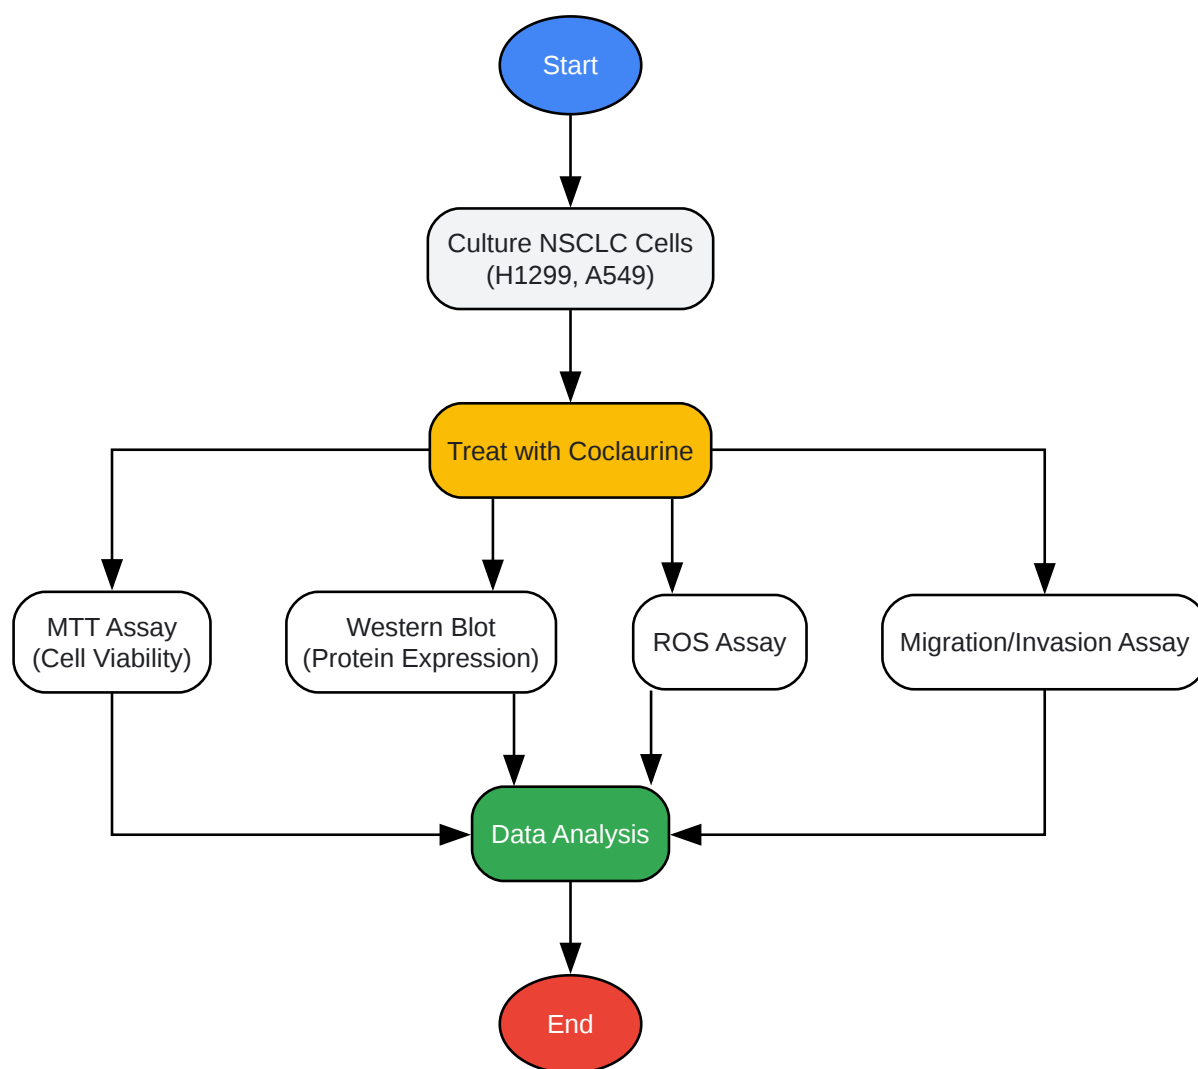 Start
Culture NSCLC Cells
(H1299, A549)
Treat with Coclaurine
MTT Assay
(Cell Viability)
Western Blot
(Protein Expression)
ROS Assay
Migration/Invasion Assay
Data Analysis
End